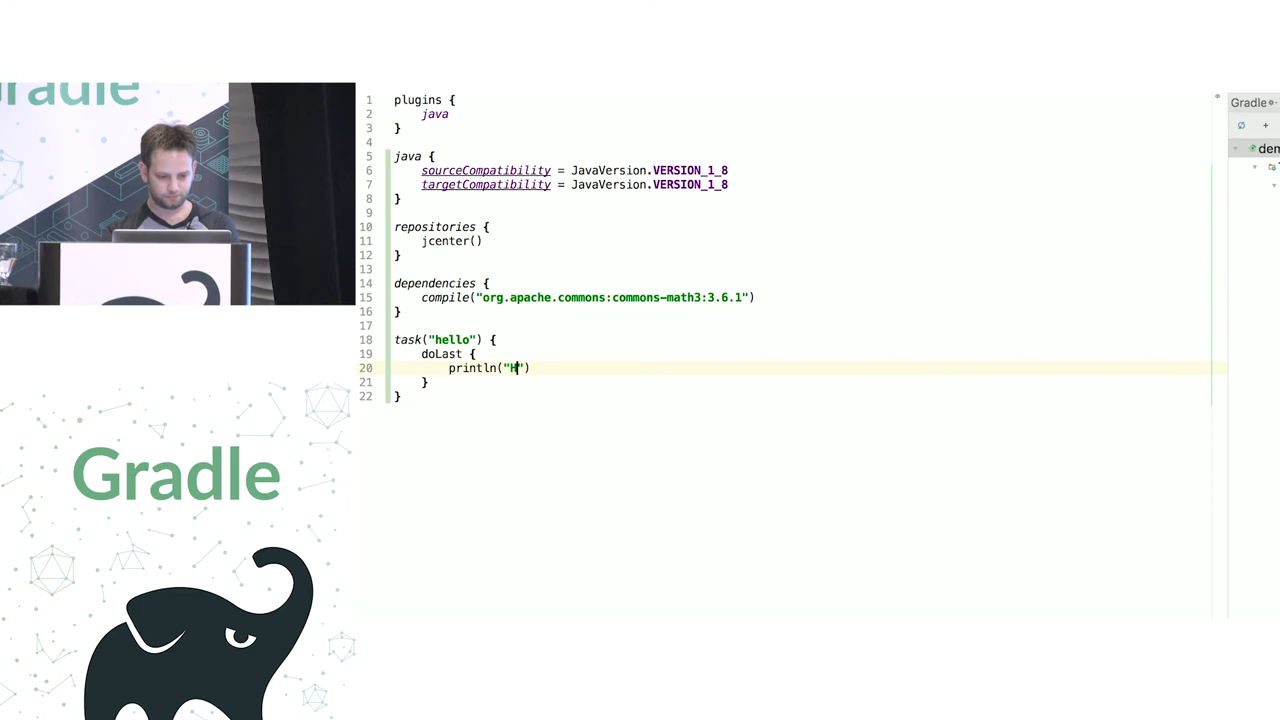 Gradle
1 plugins {
2 java
3 }
4
5 java {
6 sourceCompatibility = JavaVersion.VERSION_1_8
7 targetCompatibility = JavaVersion.VERSION_1_8
8 }
9
10 repositories {
11 jcenter()
12 }
13
14 dependencies {
15 compile("org.apache.commons:commons-math3:3.6.1")
16 }
17
18 task("hello") {
19 doLast {
20 println("H")
21 }
22 }
Gradle
dem
Gradle